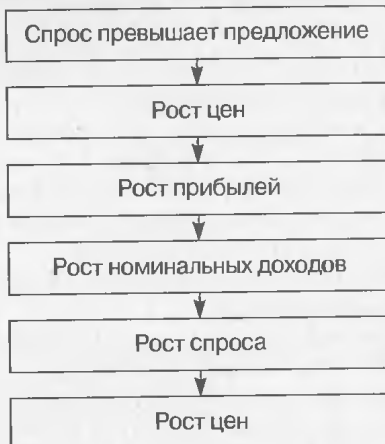 Спрос превышает предложение
Рост цен
Рост прибылей
Рост номинальных доходов
Рост спроса
Рост цен